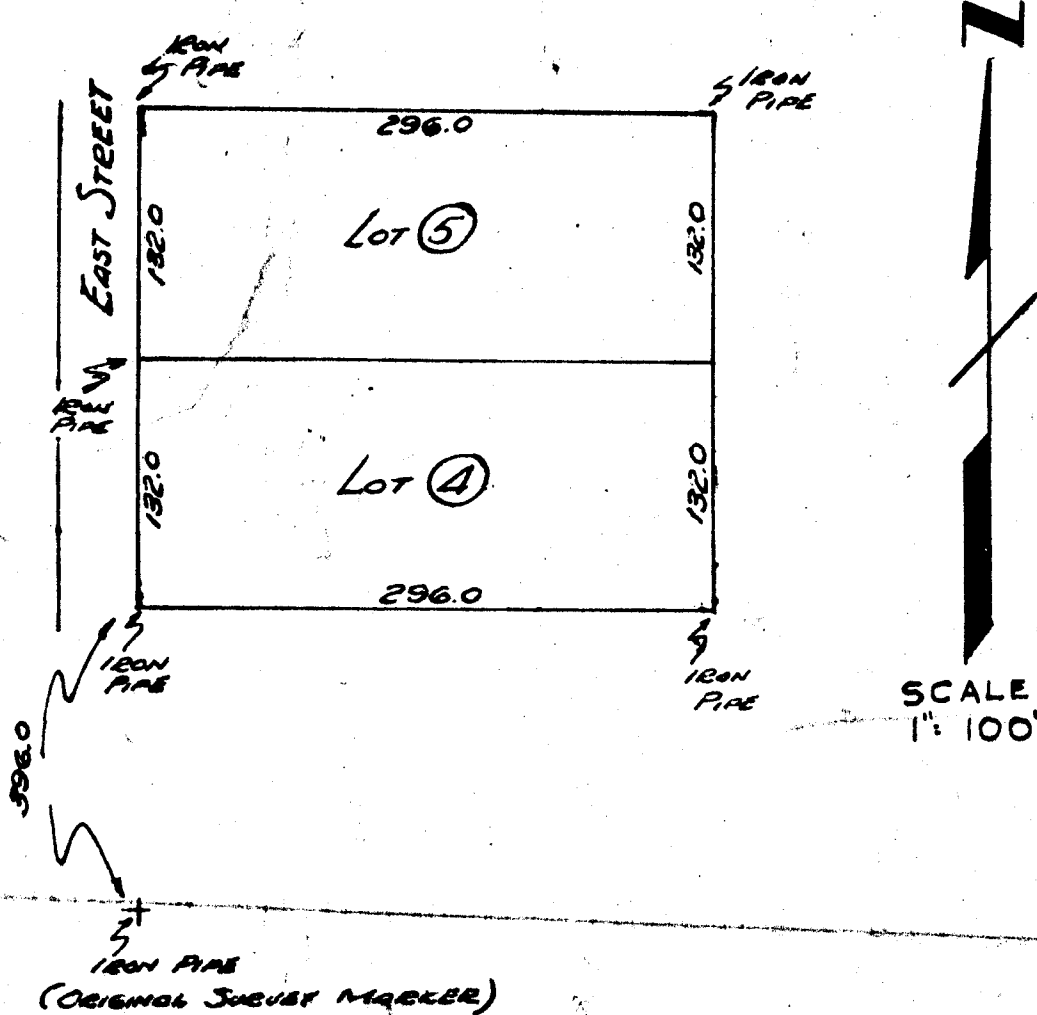 N
IRON
PIPE
IRON
PIPE
296.0
EAST STREET
132.0
LOT 5
132.0
IRON
PIPE
132.0
LOT 4
132.0
296.0
IRON
PIPE
IRON
PIPE
SCALE
1": 100'
396.0
IRON PIPE
(ORIGINAL SURVEY MARKER)